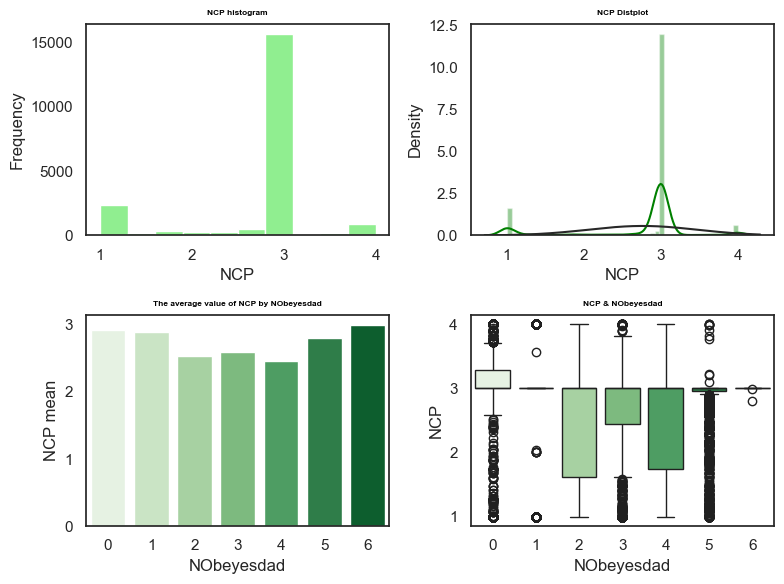 NCP histogram
15000
10000
5000
0
Frequency
1 2 3 4
NCP
NCP Distplot
12.5
10.0
7.5
5.0
2.5
0.0
Density
1 2 3 4
NCP
The average value of NCP by NObeyesdad
3
2
1
0
NCP mean
0 1 2 3 4 5 6
NObeyesdad
NCP & NObeyesdad
4
3
2
1
NCP
0 1 2 3 4 5 6
NObeyesdad